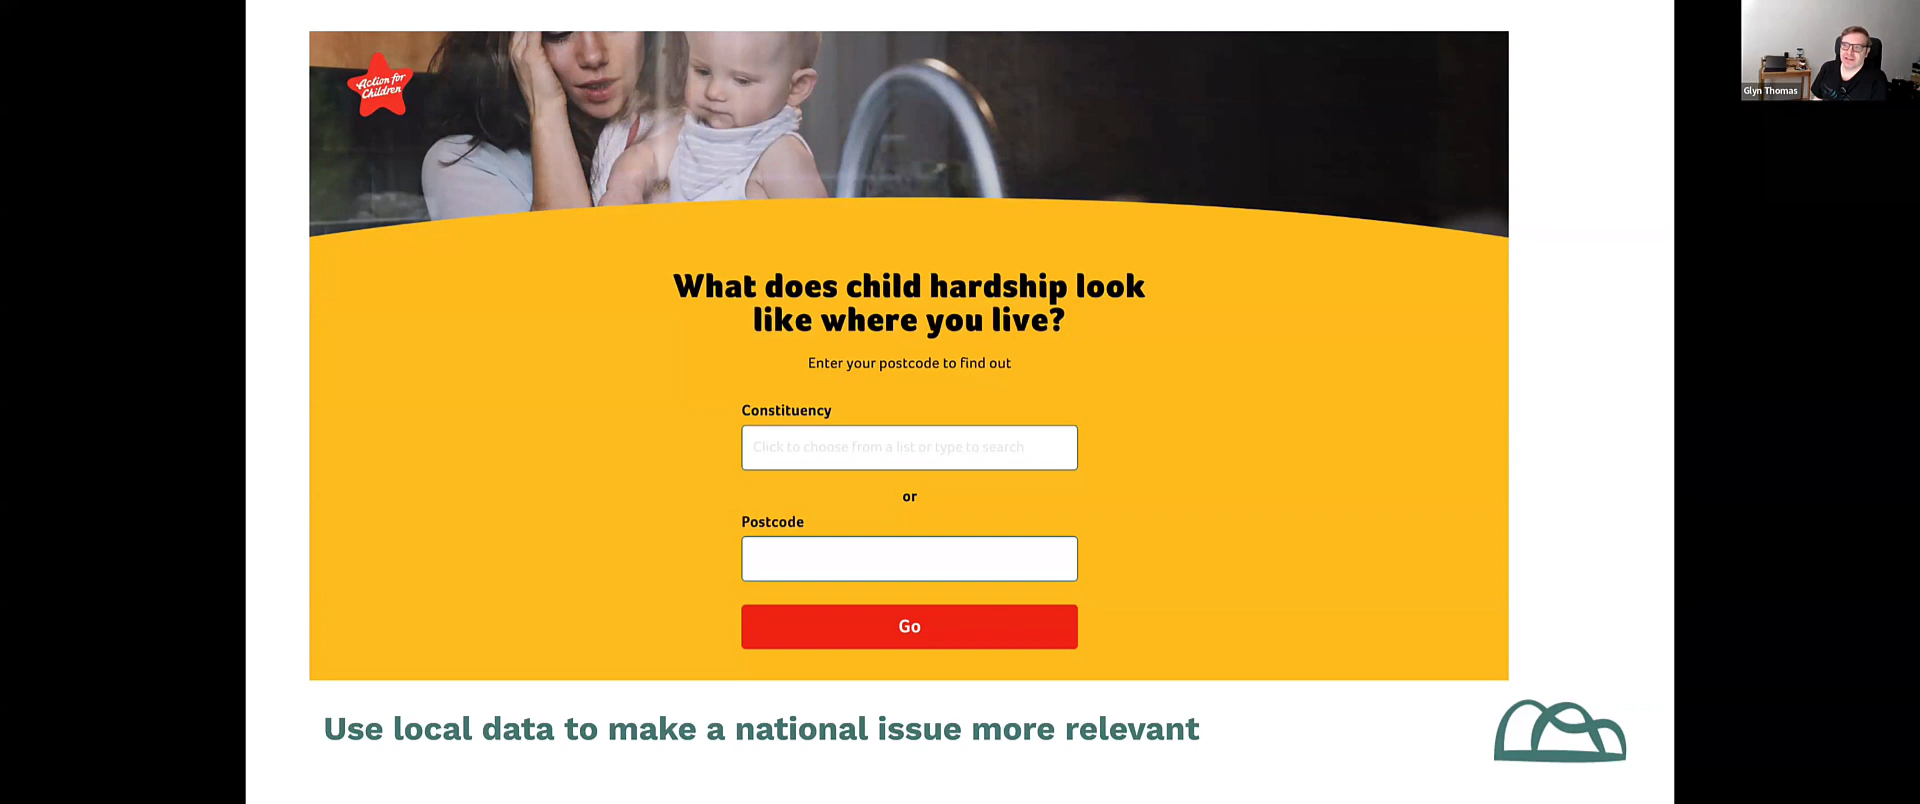 Action for
Children
Glyn Thomas
What does child hardship look
like where you live?
Enter your postcode to find out
Constituency
Click to choose from a list or type to search
or
Postcode
Go
Use local data to make a national issue more relevant